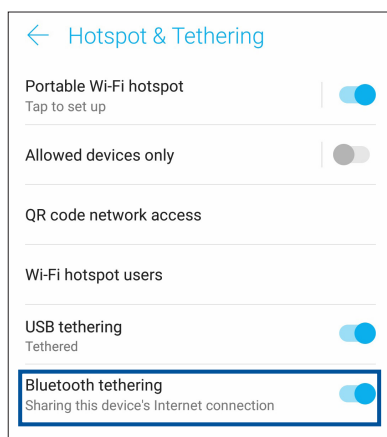 Hotspot & Tethering
Portable Wi-Fi hotspot
Tap to set up
Allowed devices only
QR code network access
Wi-Fi hotspot users
USB tethering
Tethered
Bluetooth tethering
Sharing this device's Internet connection